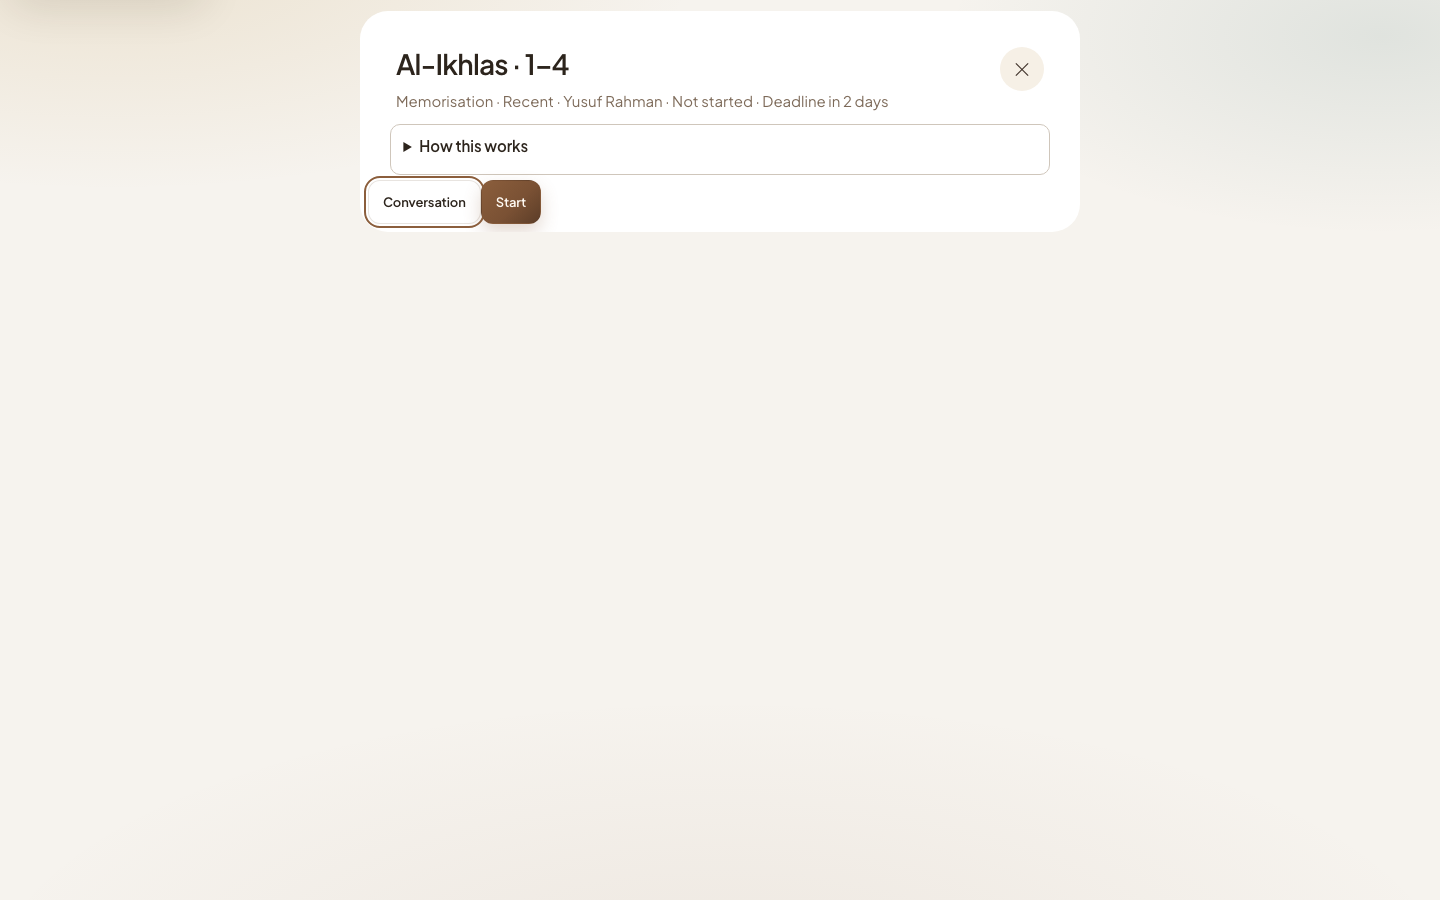 Al-Ikhlas · 1–4
Memorisation · Recent · Yusuf Rahman · Not started · Deadline in 2 days
How this works
Conversation
Start